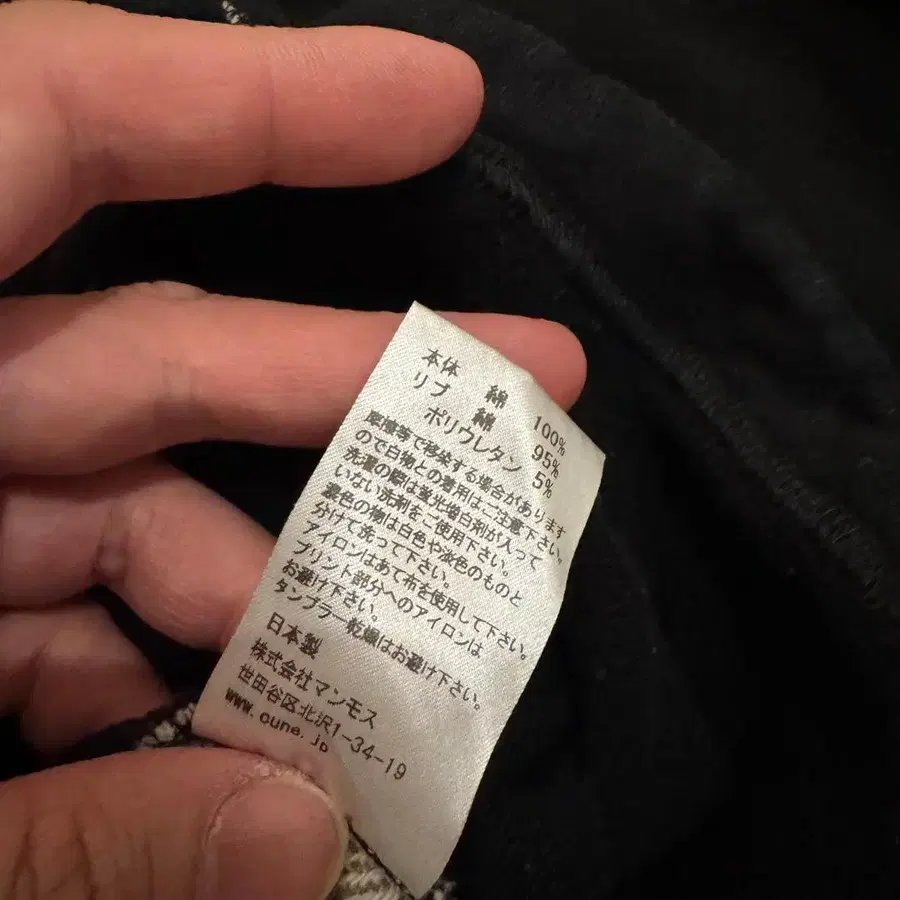 本体　綿　100%
リブ　綿　95%
ポリウレタン　5%
摩擦等で移染する場合があります
ので白物との着用はご注意下さい。
洗濯の際は蛍光増白剤が入って
いない洗剤をご使用下さい。
濃色の物は白色や淡色のものと
分けて洗って下さい。
アイロンはあて布を使用して下さい。
プリント部分へのアイロンは
お避け下さい。
タンブラー乾燥はお避け下さい。
日本製
株式会社マンモス
世田谷区北沢1-34-19
www.cune.jp